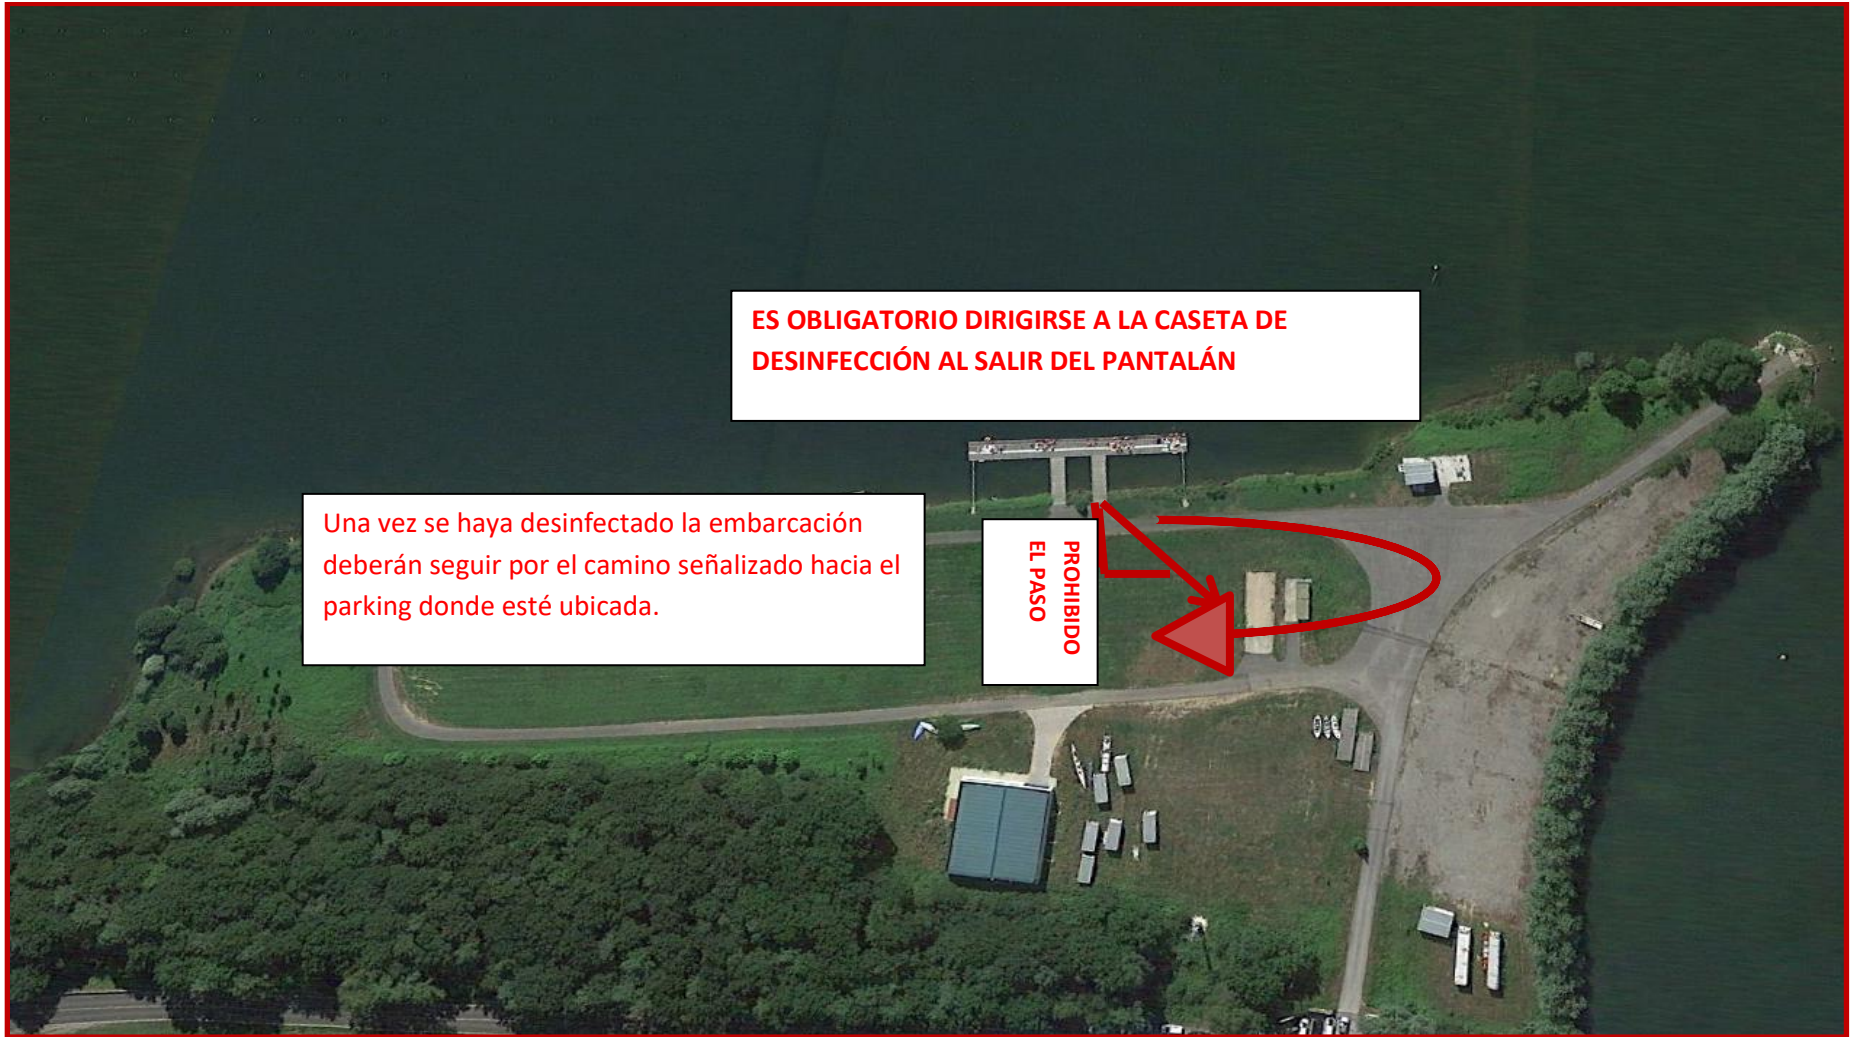 ES OBLIGATORIO DIRIGIRSE A LA CASETA DE
DESINFECCIÓN AL SALIR DEL PANTALÁN
Una vez se haya desinfectado la embarcación
deberán seguir por el camino señalizado hacia el
parking donde esté ubicada.
PROHIBIDO
EL PASO